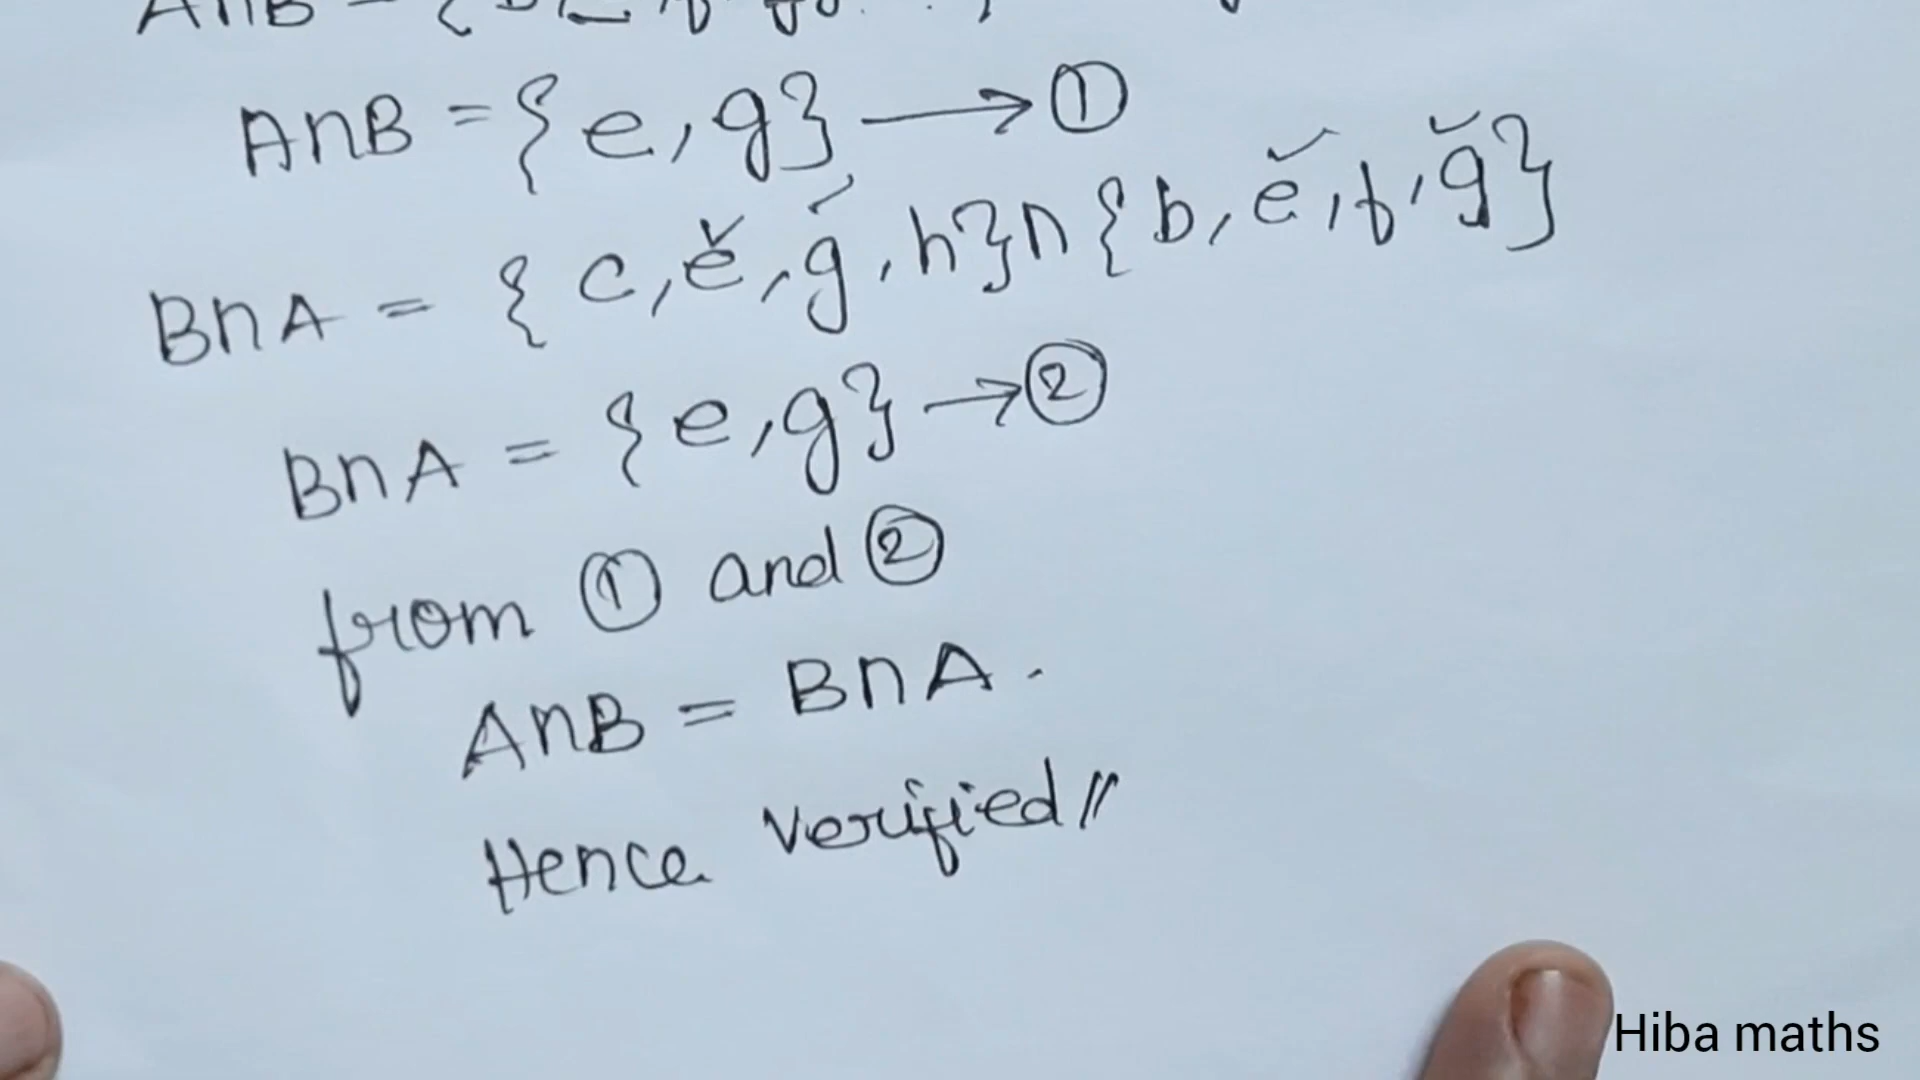 A∩B = {e, g} → ①
B∩A = { c, e, g, h} ∩ {b, e, f, g}
B∩A = {e, g} → ②
from ① and ②
A∩B = B∩A.
Hence verified //
Hiba maths